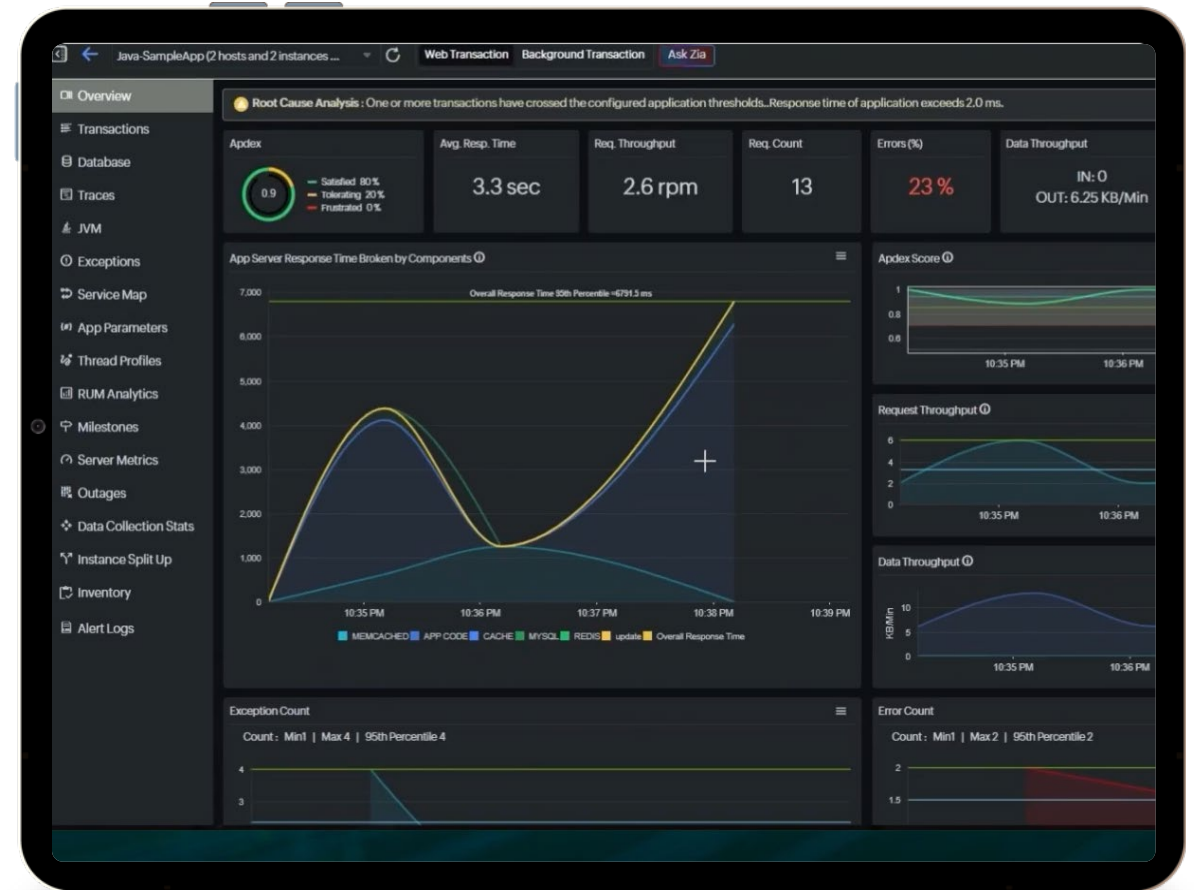 Java-SampleApp (2 hosts and 2 instances ...
Web Transaction
Background Transaction
Ask Zia
Overview
Transactions
Database
Traces
JVM
Exceptions
Service Map
App Parameters
Thread Profiles
RUM Analytics
Milestones
Server Metrics
Outages
Data Collection Stats
Instance Split Up
Inventory
Alert Logs
Root Cause Analysis : One or more transactions have crossed the configured application thresholds..Response time of application exceeds 2.0 ms.
Apdex
0.9
Satisfied 80%
Tolerating 20%
Frustrated 0%
Avg. Resp. Time
3.3 sec
Req. Throughput
2.6 rpm
Req. Count
13
Errors (%)
23 %
Data Throughput
IN: 0
OUT: 6.25 KB/Min
App Server Response Time Broken by Components
Overall Response Time 95th Percentile =6791.5 ms
7,000
6,000
5,000
4,000
3,000
2,000
1,000
0
10:35 PM
10:36 PM
10:37 PM
10:38 PM
10:39 PM
MEMCACHED
APP CODE
CACHE
MYSQL
REDIS
update
Overall Response Time
Apdex Score
1
0.8
0.6
10:35 PM
10:36 PM
Request Throughput
6
4
2
0
10:35 PM
10:36 PM
Data Throughput
KB/Min
10
5
0
10:35 PM
10:36 PM
Exception Count
Count : Min1 | Max 4 | 95th Percentile 4
4
3
Error Count
Count : Min1 | Max 2 | 95th Percentile 2
2
1.5